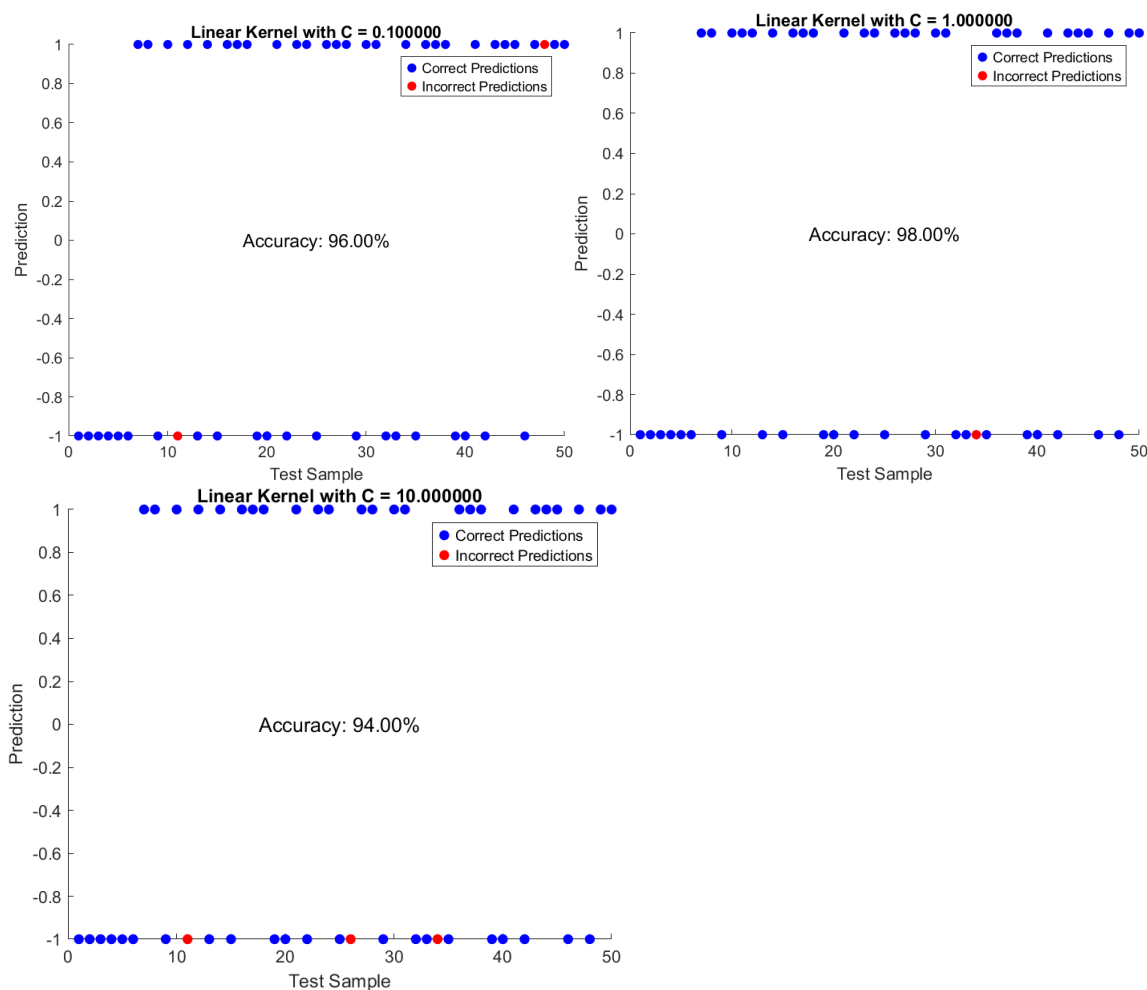 Linear Kernel with C = 0.100000
1
0.8
0.6
0.4
0.2
0
-0.2
-0.4
-0.6
-0.8
-1
Prediction
Correct Predictions
Incorrect Predictions
Accuracy: 96.00%
0 10 20 30 40 50
Test Sample
Linear Kernel with C = 1.000000
1
0.8
0.6
0.4
0.2
0
-0.2
-0.4
-0.6
-0.8
-1
Prediction
Correct Predictions
Incorrect Predictions
Accuracy: 98.00%
0 10 20 30 40 50
Test Sample
Linear Kernel with C = 10.000000
1
0.8
0.6
0.4
0.2
0
-0.2
-0.4
-0.6
-0.8
-1
Prediction
Correct Predictions
Incorrect Predictions
Accuracy: 94.00%
0 10 20 30 40 50
Test Sample